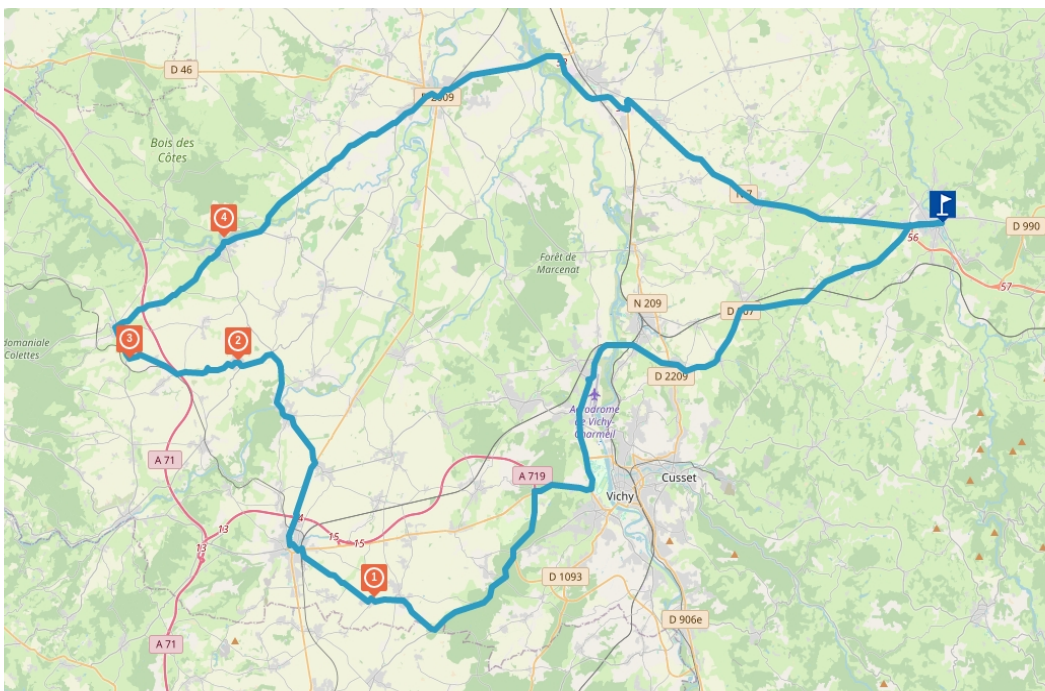 D 46
Bois des
Côtes
4
D 990
56
57
Forêt de
Marcenat
N 209
domaniale
Colettes
3
2
D 2209
Aérodrome
de Vichy-
Charmeil
A 71
A 719
Cusset
Vichy
13
13
15
15
1
D 1093
D 906e
A 71